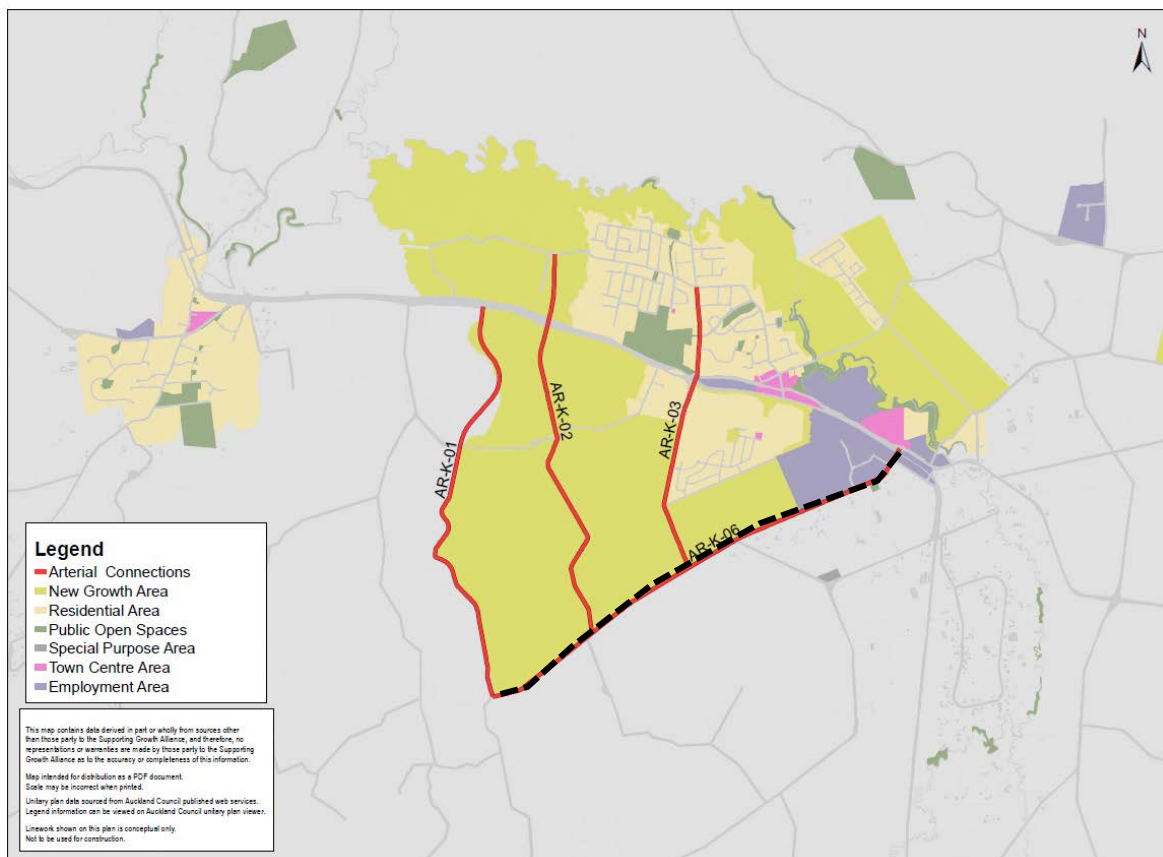 N
AR-K-01
AR-K-02
AR-K-03
AR-K-06
Legend
Arterial Connections
New Growth Area
Residential Area
Public Open Spaces
Special Purpose Area
Town Centre Area
Employment Area
This map contains data derived in part or wholly from sources other
than those party to the Supporting Growth Alliance, and therefore, no
representations or warranties are made by those party to the Supporting
Growth Alliance as to the accuracy or completeness of this information.
Map intended for distribution as a PDF document.
Scale may be incorrect when printed.
Unitary plan data sourced from Auckland Council published web services.
Legend information can be viewed on Auckland Council unitary plan viewer.
Linework shown on this plan is conceptual only.
Not to be used for construction.